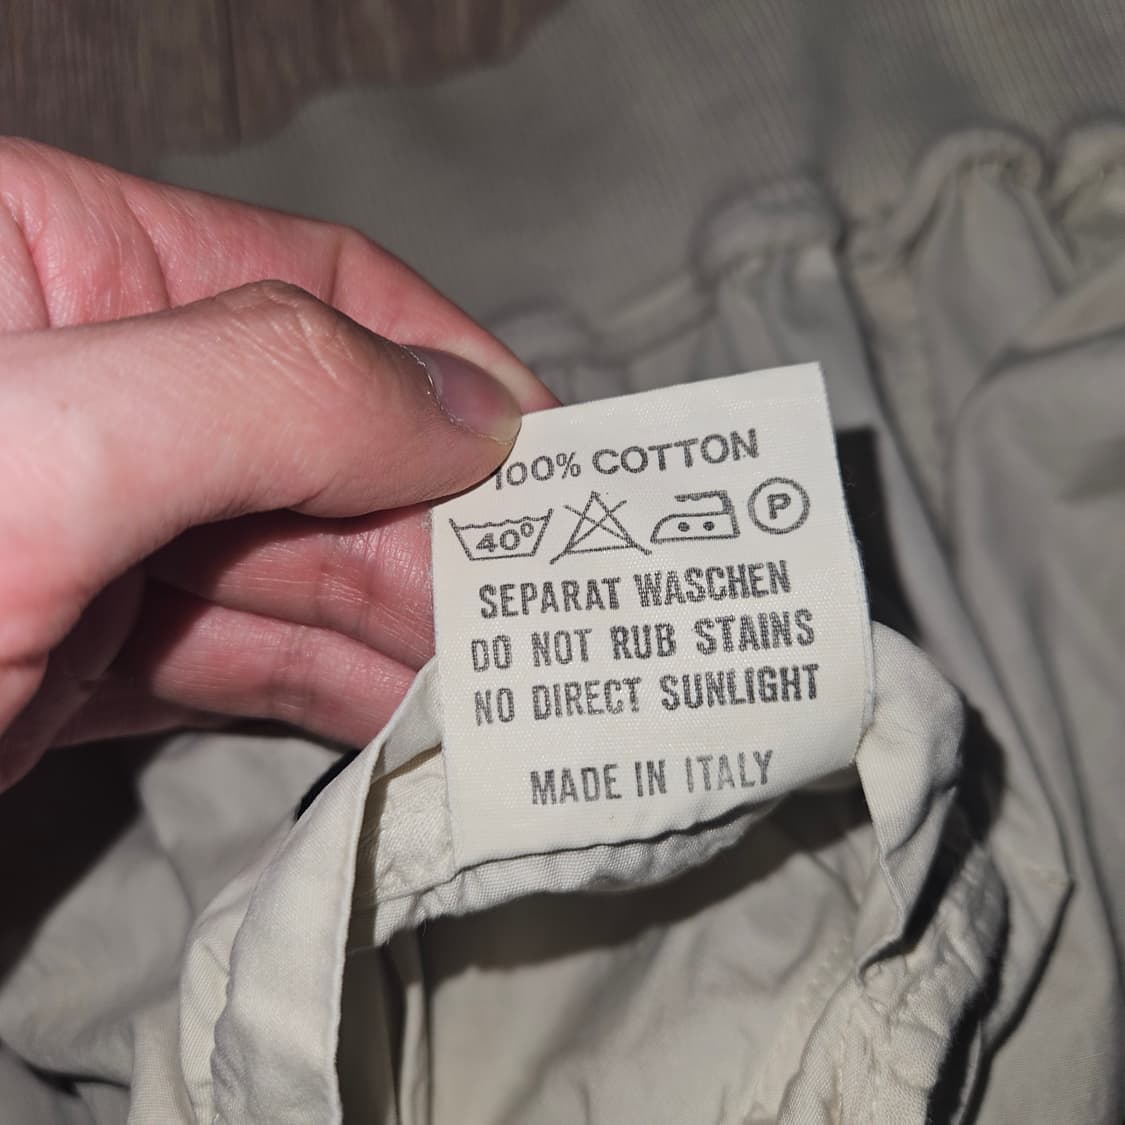 100% COTTON
40° P
SEPARAT WASCHEN
DO NOT RUB STAINS
NO DIRECT SUNLIGHT
MADE IN ITALY